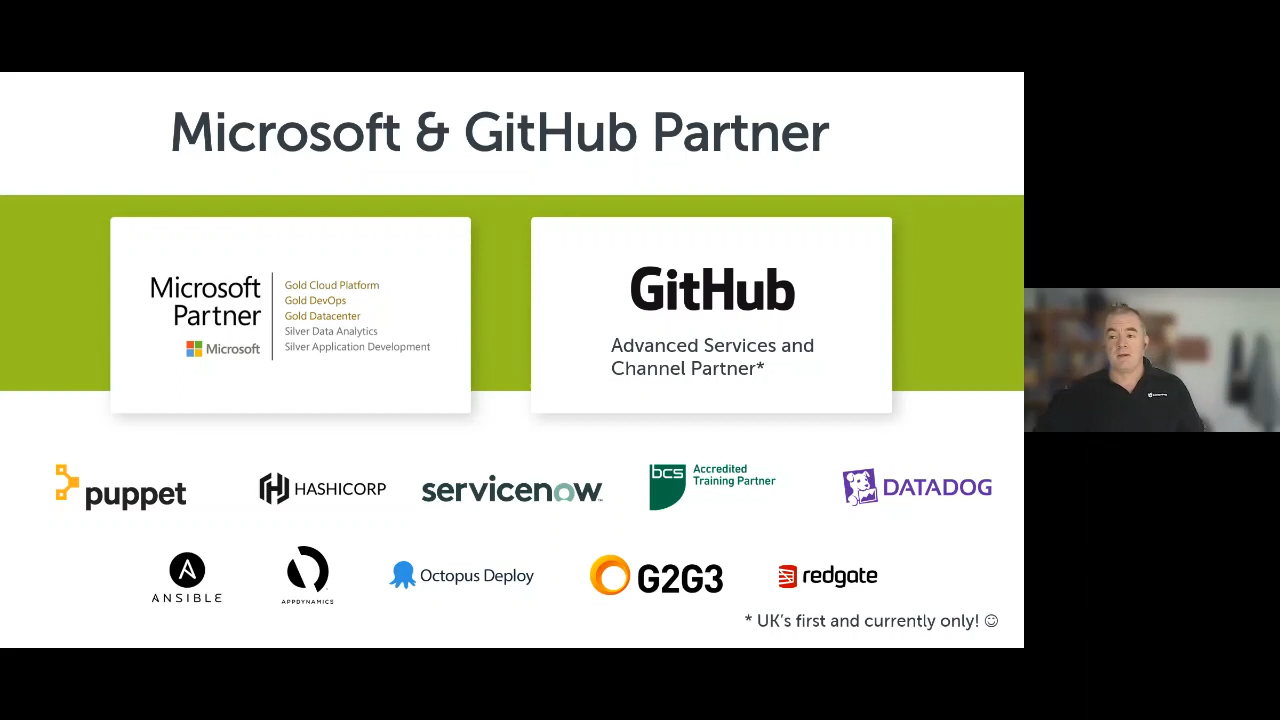 Microsoft & GitHub Partner
Microsoft
Partner
Microsoft
Gold Cloud Platform
Gold DevOps
Gold Datacenter
Silver Data Analytics
Silver Application Development
GitHub
Advanced Services and
Channel Partner*
puppet
HASHICORP
servicenow
bcs
Accredited
Training Partner
DATADOG
ANSIBLE
APPDYNAMICS
Octopus Deploy
G2G3
redgate
* UK's first and currently only! ☺